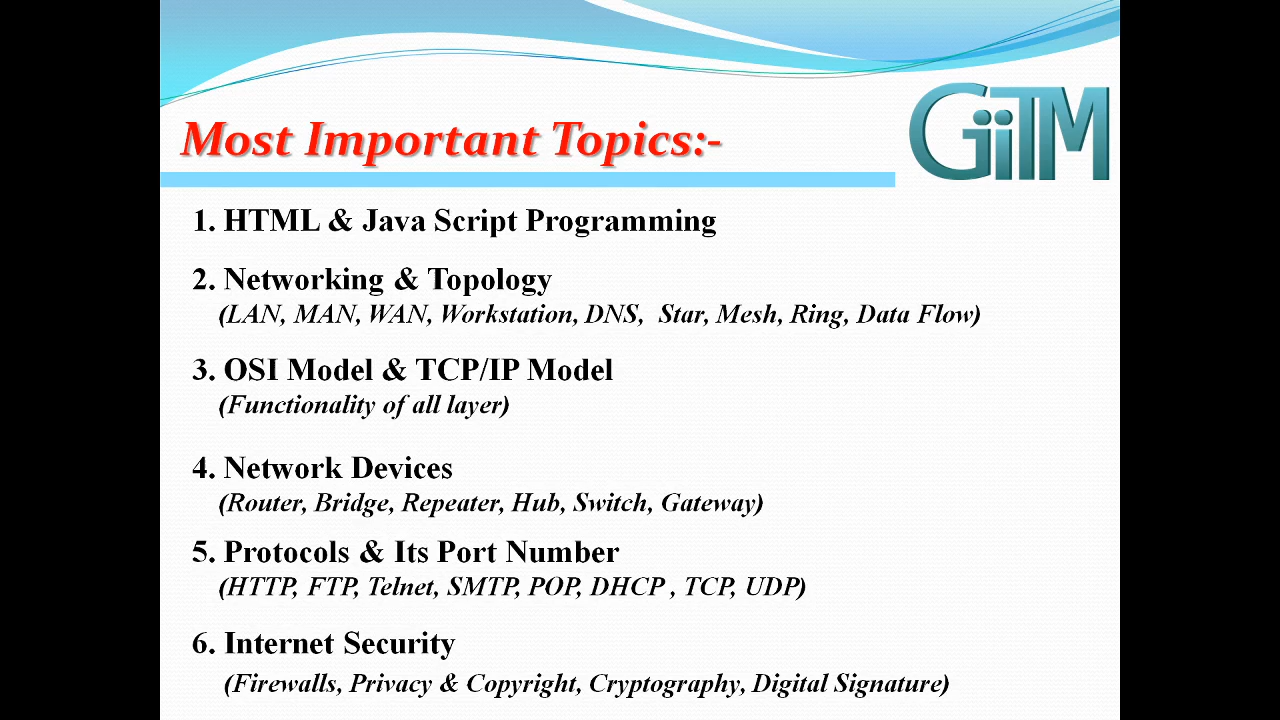 Most Important Topics:-
GiiTM
1. HTML & Java Script Programming
2. Networking & Topology
(LAN, MAN, WAN, Workstation, DNS, Star, Mesh, Ring, Data Flow)
3. OSI Model & TCP/IP Model
(Functionality of all layer)
4. Network Devices
(Router, Bridge, Repeater, Hub, Switch, Gateway)
5. Protocols & Its Port Number
(HTTP, FTP, Telnet, SMTP, POP, DHCP , TCP, UDP)
6. Internet Security
(Firewalls, Privacy & Copyright, Cryptography, Digital Signature)